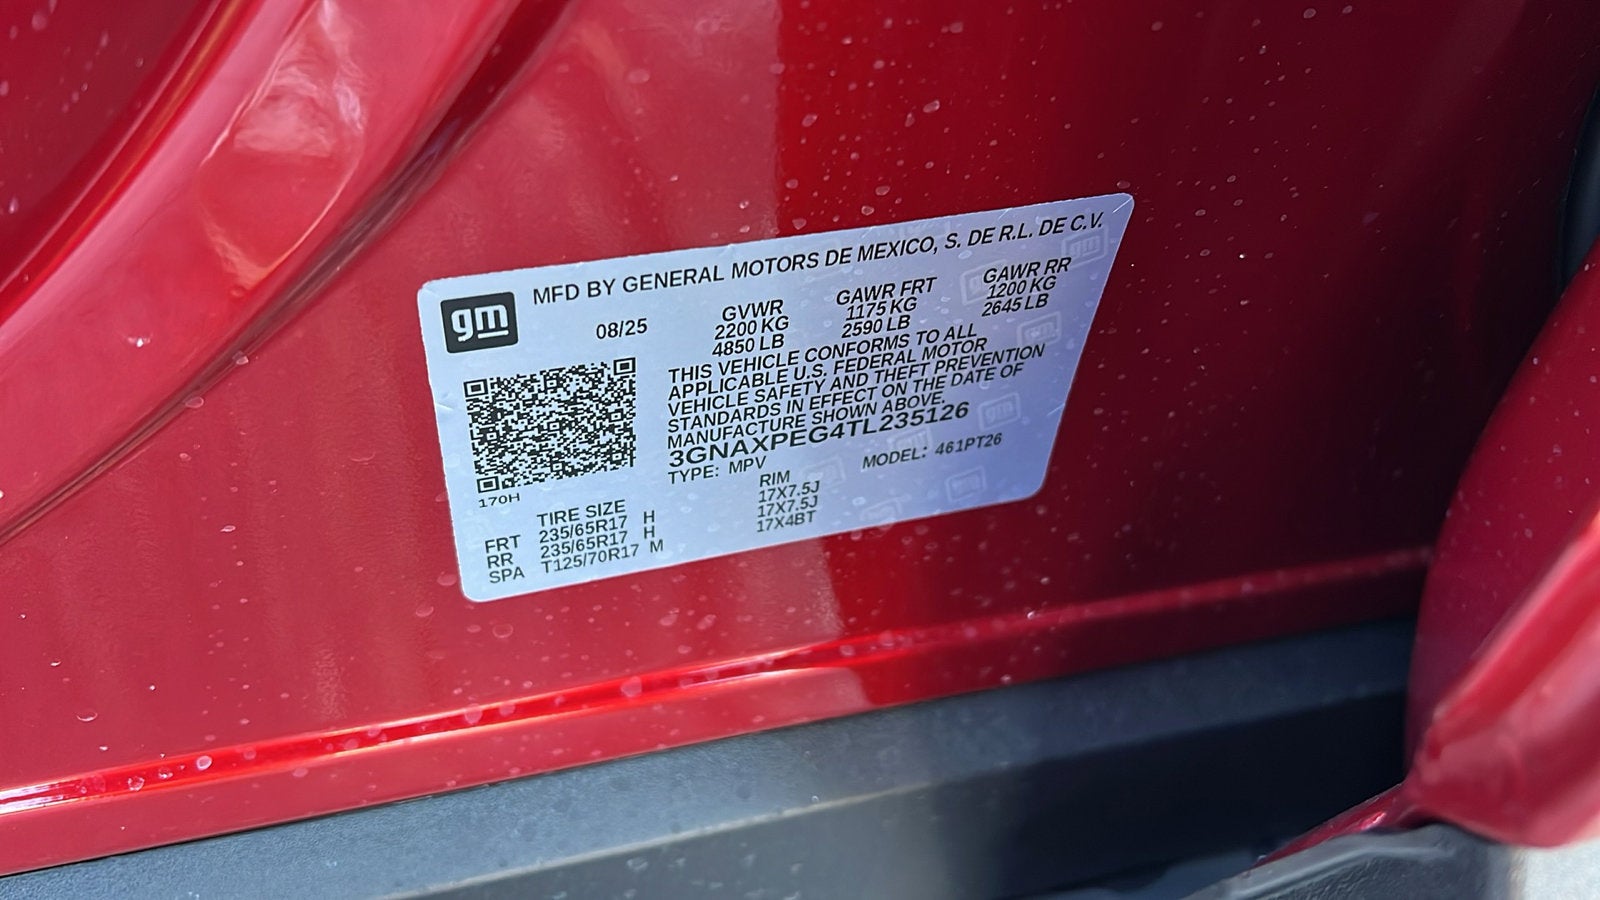 gm
MFD BY GENERAL MOTORS DE MEXICO, S. DE R.L. DE C.V.
08/25
GVWR
2200 KG
4850 LB
GAWR FRT
1175 KG
2590 LB
GAWR RR
1200 KG
2645 LB
THIS VEHICLE CONFORMS TO ALL
APPLICABLE U.S. FEDERAL MOTOR
VEHICLE SAFETY AND THEFT PREVENTION
STANDARDS IN EFFECT ON THE DATE OF
MANUFACTURE SHOWN ABOVE.
3GNAXPEG4TL235126
TYPE: MPV
MODEL: 461PT26
170H
TIRE SIZE
RIM
FRT 235/65R17 H 17X7.5J
RR 235/65R17 H 17X7.5J
SPA T125/70R17 M 17X4BT